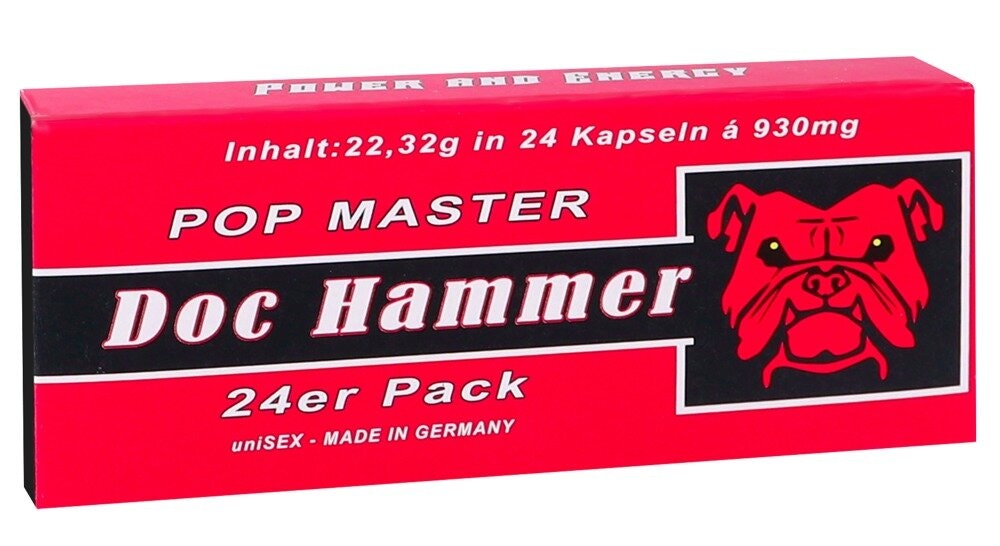 POWER AND ENERGY
Inhalt:22,32g in 24 Kapseln á 930mg
POP MASTER
Doc Hammer
24er Pack
uniSEX - MADE IN GERMANY